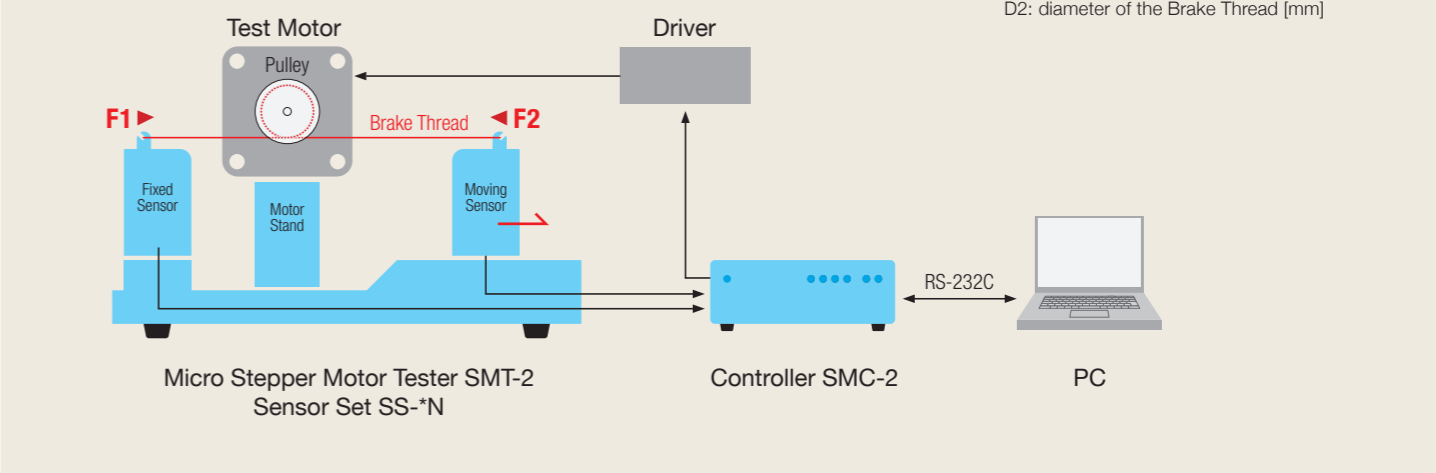 D2: diameter of the Brake Thread [mm]
Test Motor
Driver
Pulley
F1
Brake Thread
F2
Fixed
Sensor
Motor
Stand
Moving
Sensor
RS-232C
Micro Stepper Motor Tester SMT-2
Sensor Set SS-*N
Controller SMC-2
PC